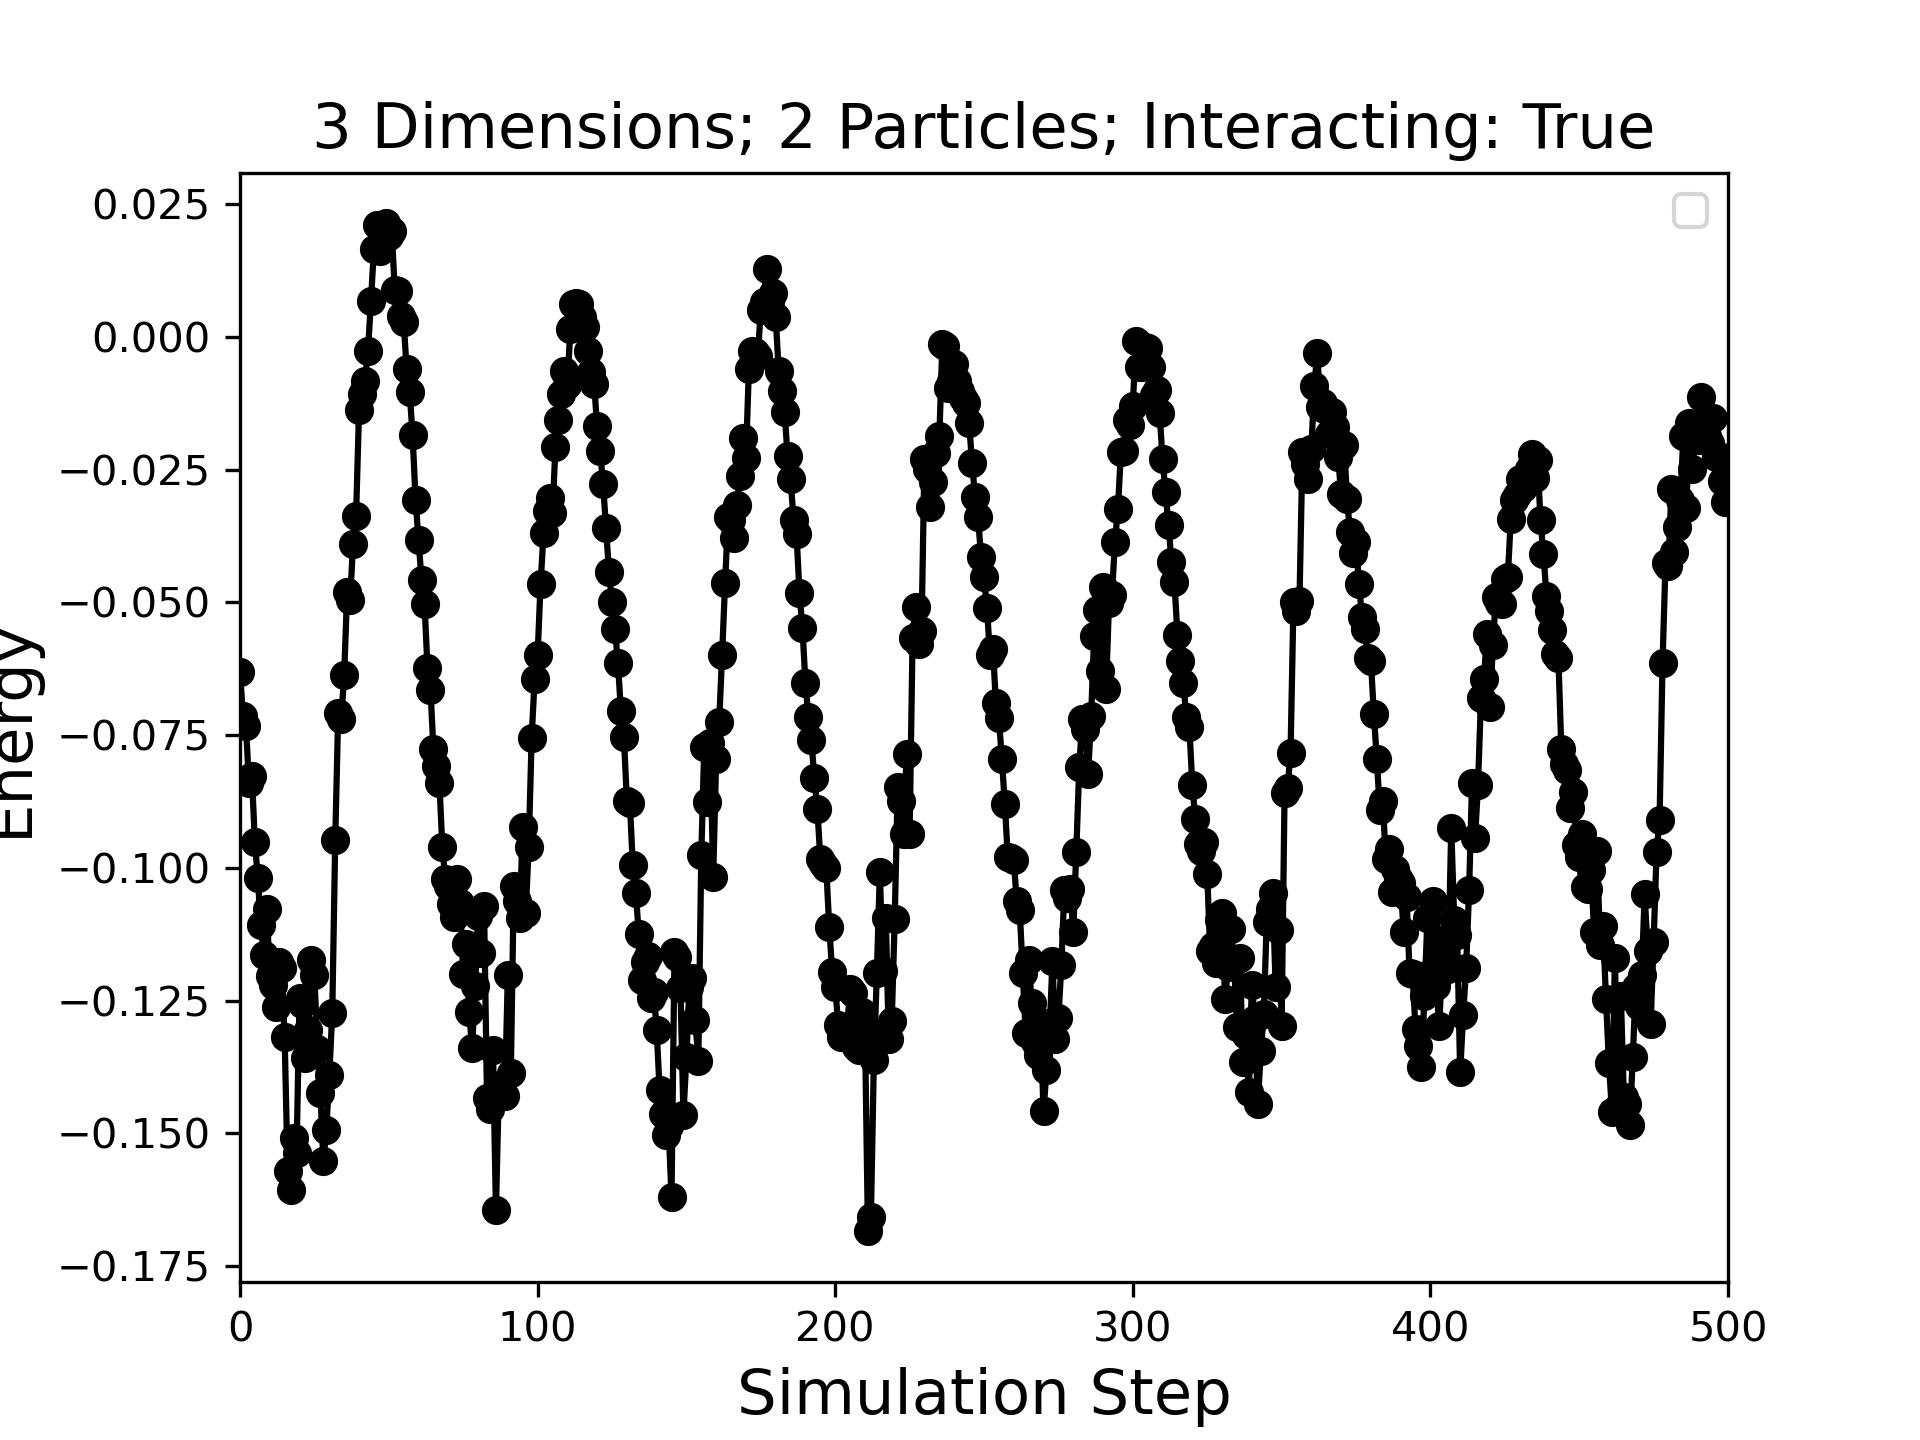 3 Dimensions; 2 Particles; Interacting: True
Energy
0.025
0.000
−0.025
−0.050
−0.075
−0.100
−0.125
−0.150
−0.175
0 100 200 300 400 500
Simulation Step